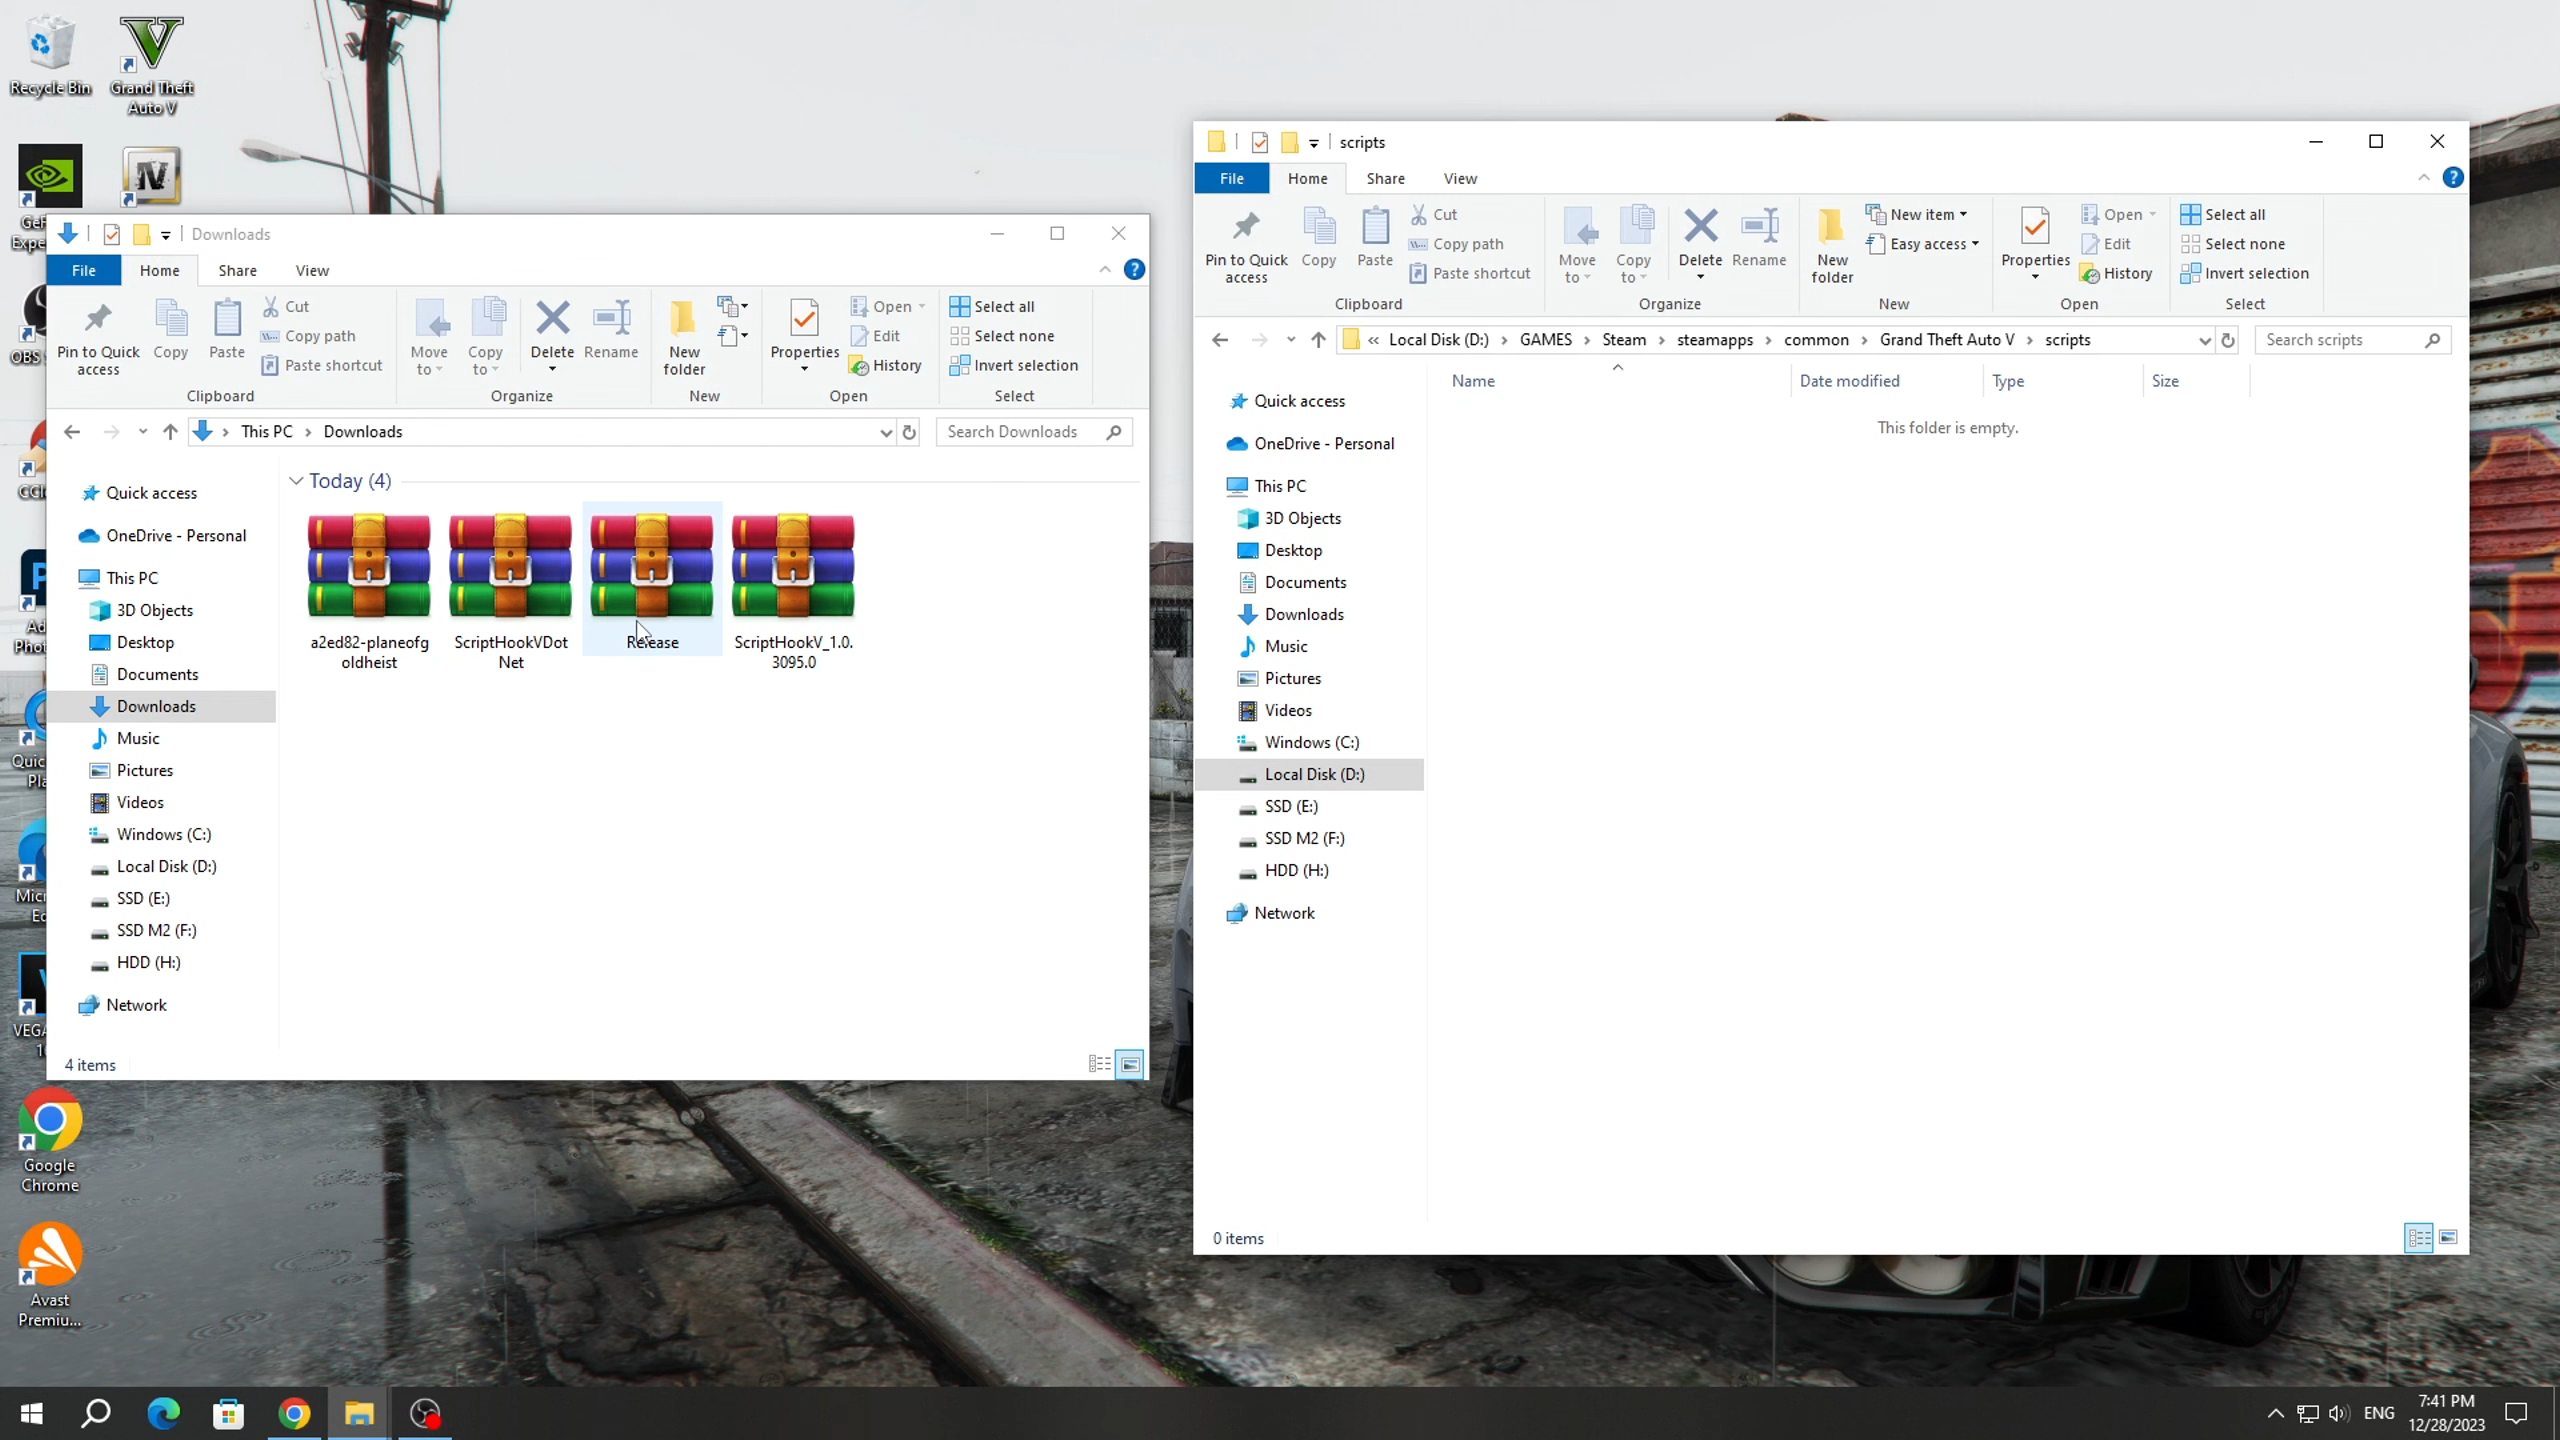 Recycle Bin
Grand Theft
Auto V
Downloads
File
Home
Share
View
Pin to Quick
access
Copy
Paste
Cut
Copy path
Paste shortcut
Clipboard
Move
to
Copy
to
Delete
Rename
Organize
New
folder
New
Properties
Open
Edit
History
Open
Select all
Select none
Invert selection
Select
This PC
Downloads
Search Downloads
Quick access
OneDrive - Personal
This PC
3D Objects
Desktop
Documents
Downloads
Music
Pictures
Videos
Windows (C:)
Local Disk (D:)
SSD (E:)
SSD M2 (F:)
HDD (H:)
Network
Today (4)
a2ed82-planeofg
oldheist
ScriptHookVDot
Net
Release
ScriptHookV_1.0.
3095.0
4 items
scripts
File
Home
Share
View
Pin to Quick
access
Copy
Paste
Cut
Copy path
Paste shortcut
Clipboard
Move
to
Copy
to
Delete
Rename
Organize
New
folder
New item
Easy access
New
Properties
Open
Edit
History
Open
Select all
Select none
Invert selection
Select
« Local Disk (D:)
GAMES
Steam
steamapps
common
Grand Theft Auto V
scripts
Search scripts
Name
Date modified
Type
Size
This folder is empty.
Quick access
OneDrive - Personal
This PC
3D Objects
Desktop
Documents
Downloads
Music
Pictures
Videos
Windows (C:)
Local Disk (D:)
SSD (E:)
SSD M2 (F:)
HDD (H:)
Network
0 items
Google
Chrome
Avast
Premiu...
ENG
7:41 PM
12/28/2023